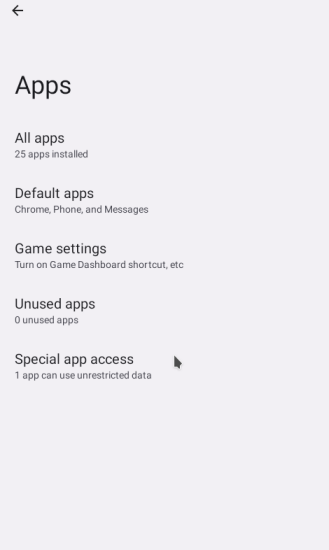 Apps
All apps
25 apps installed
Default apps
Chrome, Phone, and Messages
Game settings
Turn on Game Dashboard shortcut, etc
Unused apps
0 unused apps
Special app access
1 app can use unrestricted data